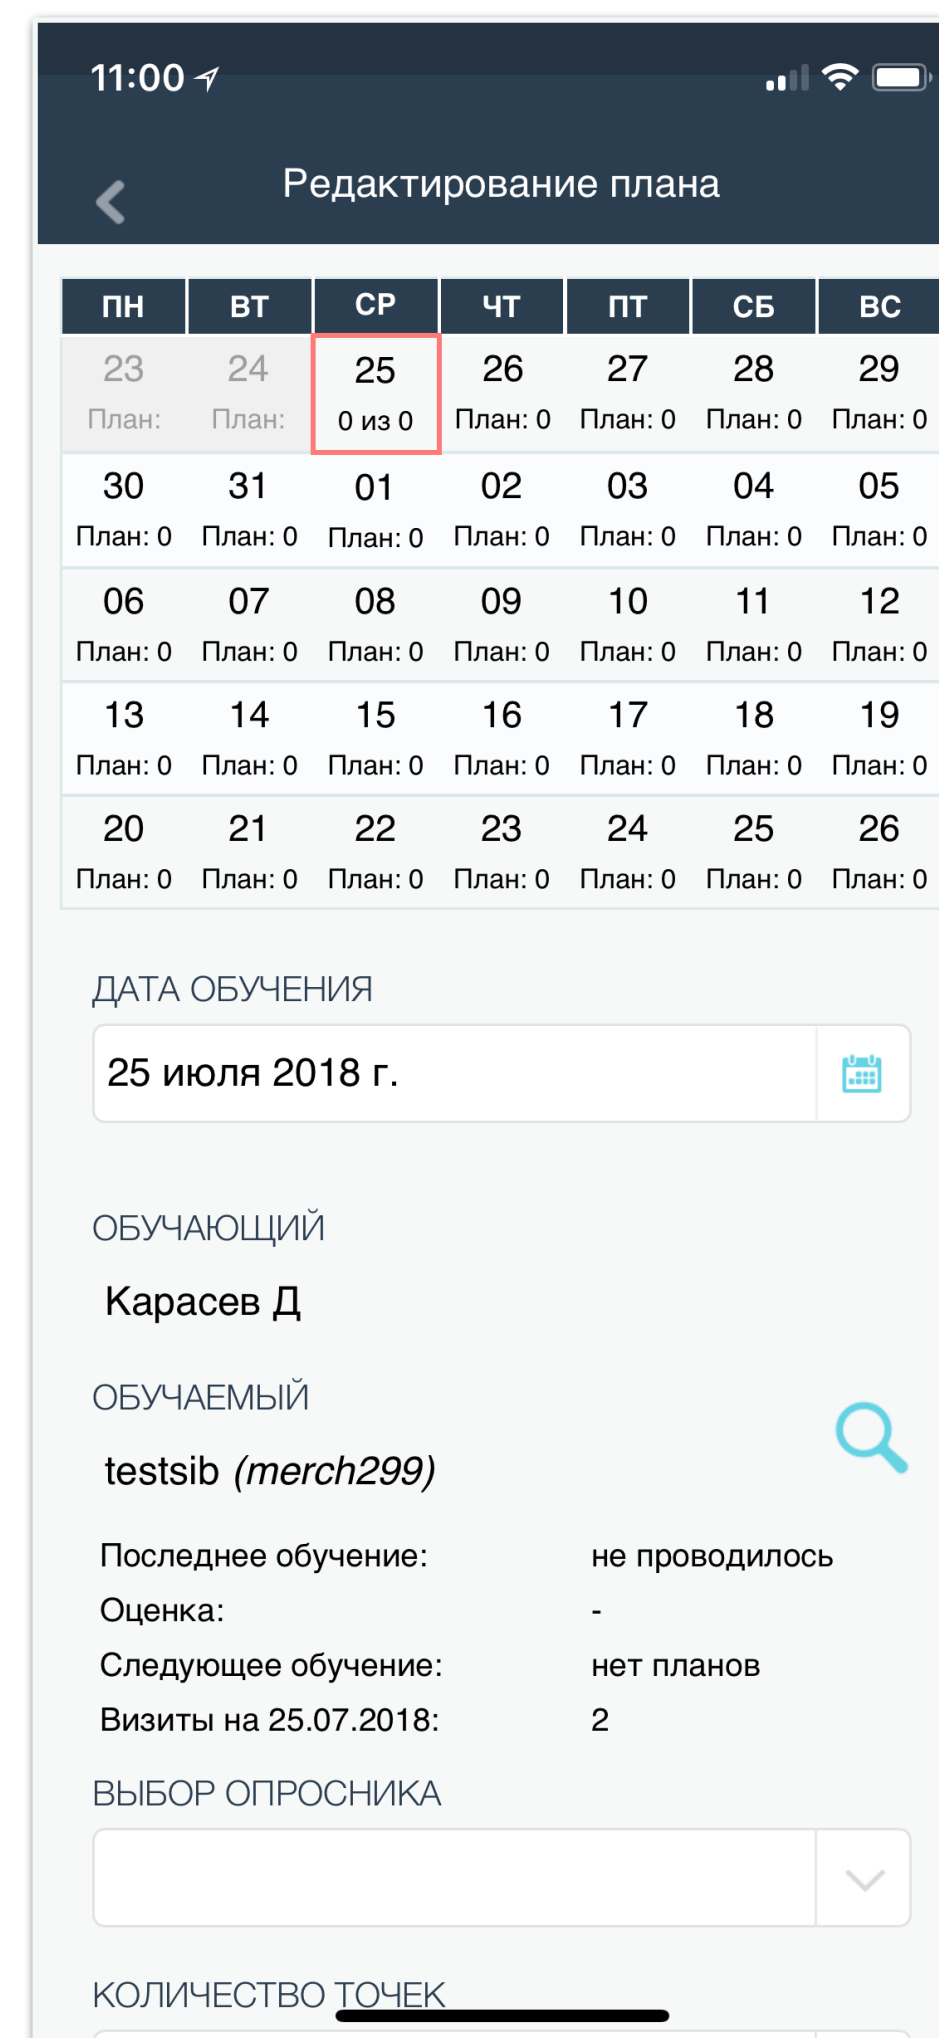 11:00
Редактирование плана
ПН ВТ СР ЧТ ПТ СБ ВС
23 24 25 26 27 28 29
План: План: 0 из 0 План: 0 План: 0 План: 0 План: 0
30 31 01 02 03 04 05
План: 0 План: 0 План: 0 План: 0 План: 0 План: 0 План: 0
06 07 08 09 10 11 12
План: 0 План: 0 План: 0 План: 0 План: 0 План: 0 План: 0
13 14 15 16 17 18 19
План: 0 План: 0 План: 0 План: 0 План: 0 План: 0 План: 0
20 21 22 23 24 25 26
План: 0 План: 0 План: 0 План: 0 План: 0 План: 0 План: 0
ДАТА ОБУЧЕНИЯ
25 июля 2018 г.
ОБУЧАЮЩИЙ
Карасев Д
ОБУЧАЕМЫЙ
testsib (merch299)
Последнее обучение: не проводилось
Оценка: -
Следующее обучение: нет планов
Визиты на 25.07.2018: 2
ВЫБОР ОПРОСНИКА
КОЛИЧЕСТВО ТОЧЕК